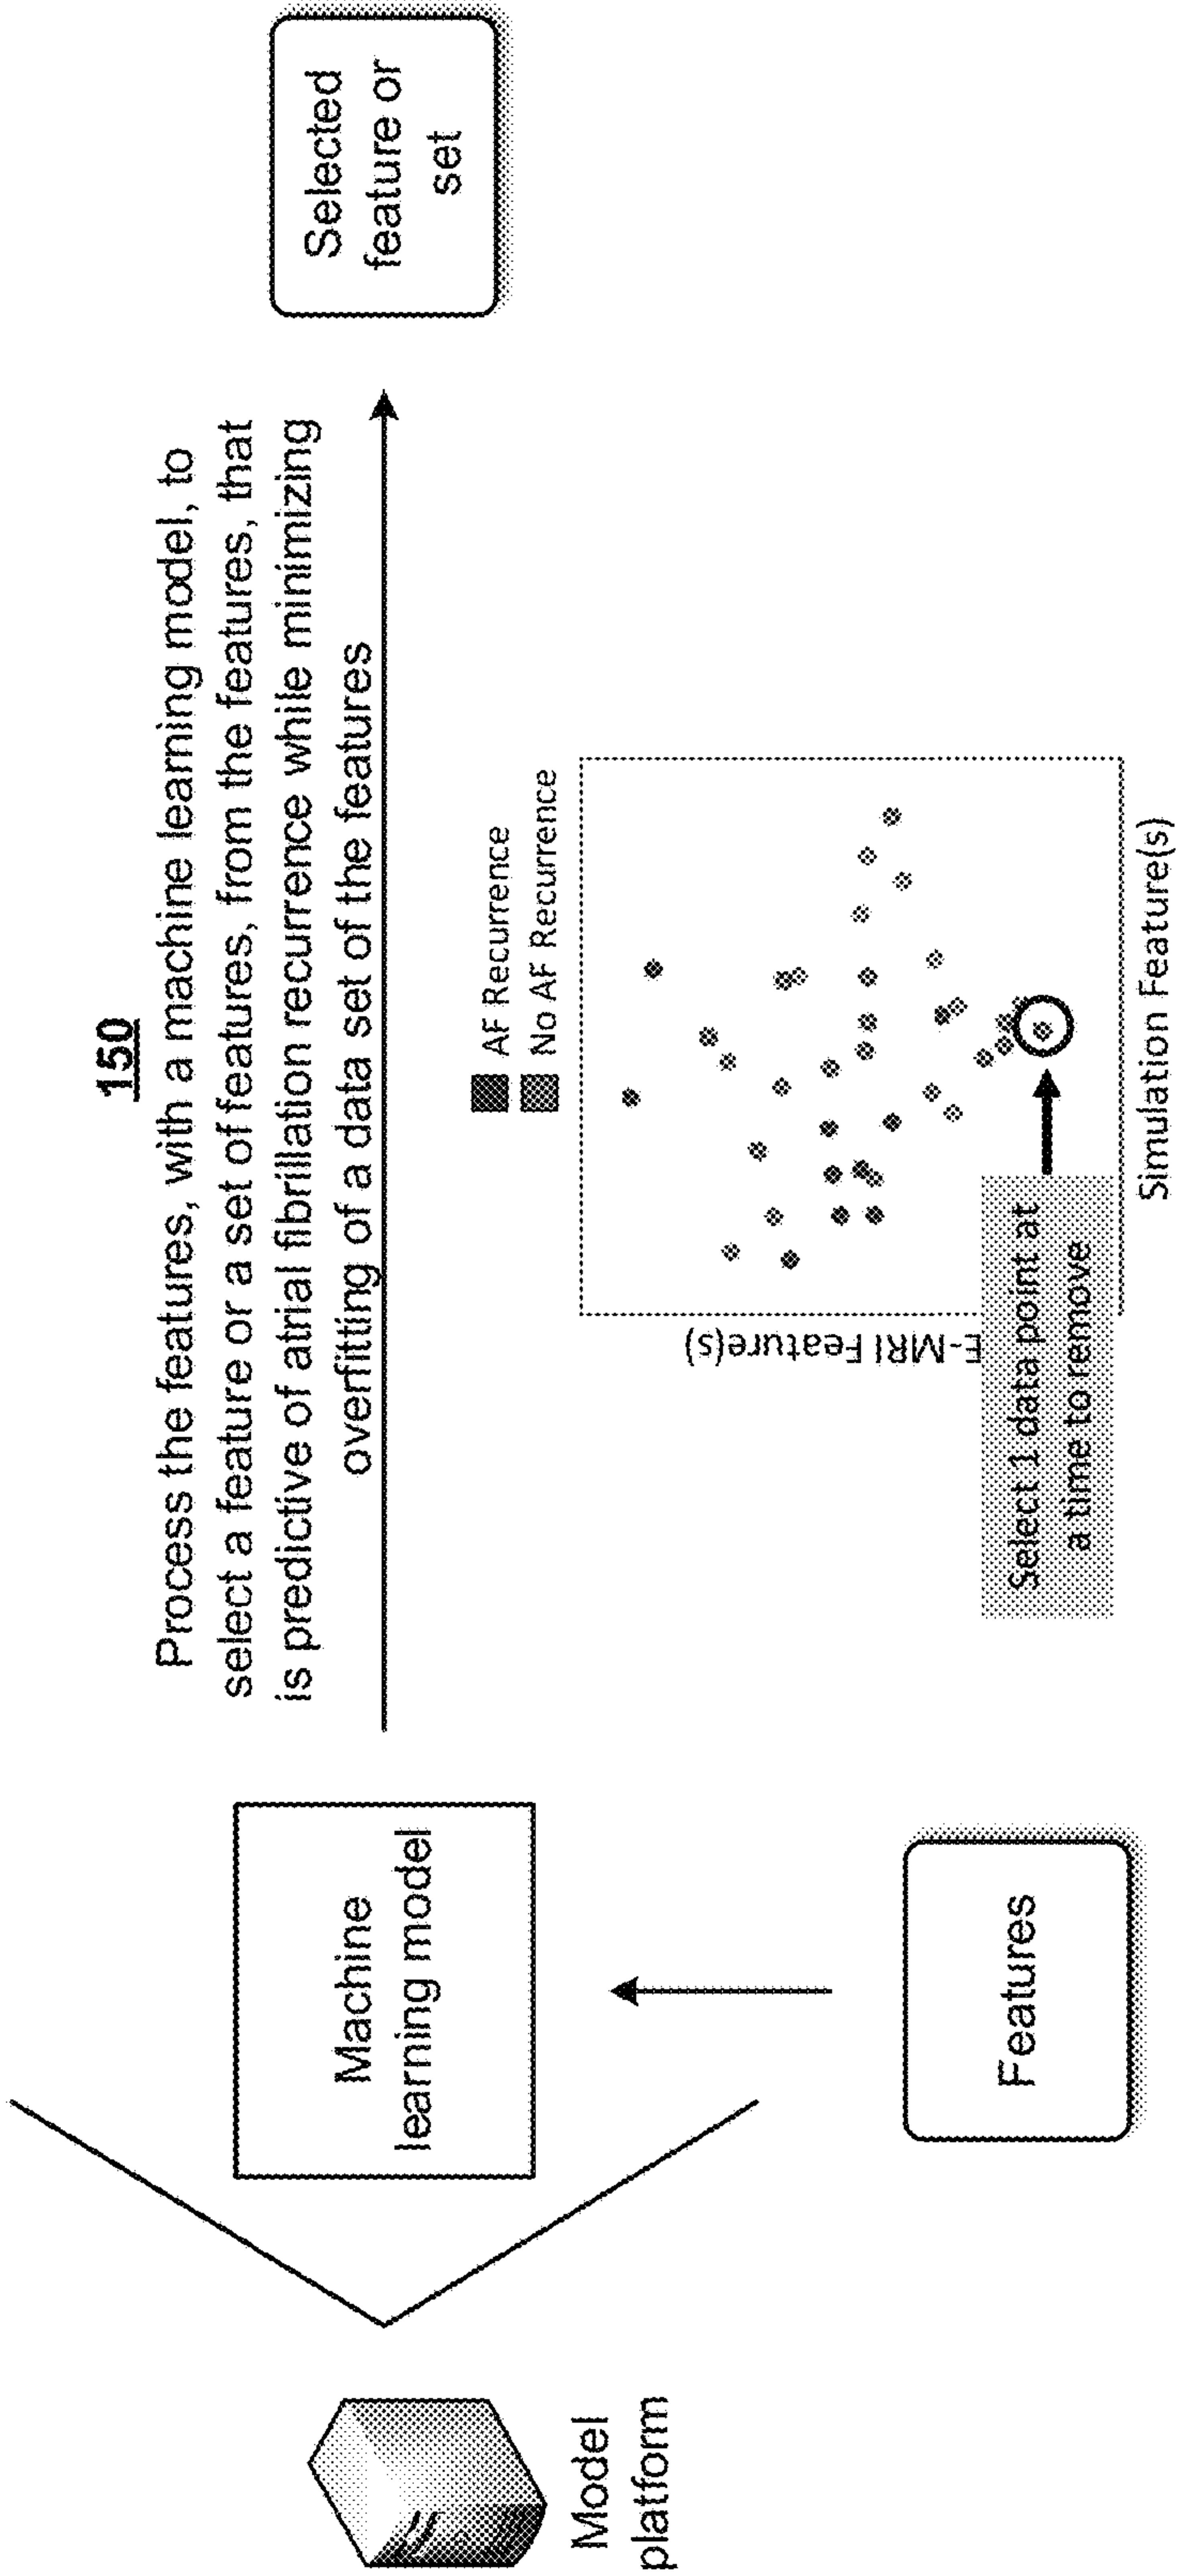 150
Process the features, with a machine learning model, to
select a feature or a set of features, from the features, that
is predictive of atrial fibrillation recurrence while minimizing
overfitting of a data set of the features
Model
platform
Machine
learning model
Features
AF Recurrence
No AF Recurrence
E-MRI Feature(s)
Select 1 data point at
a time to remove
Simulation Feature(s)
Selected
feature or
set